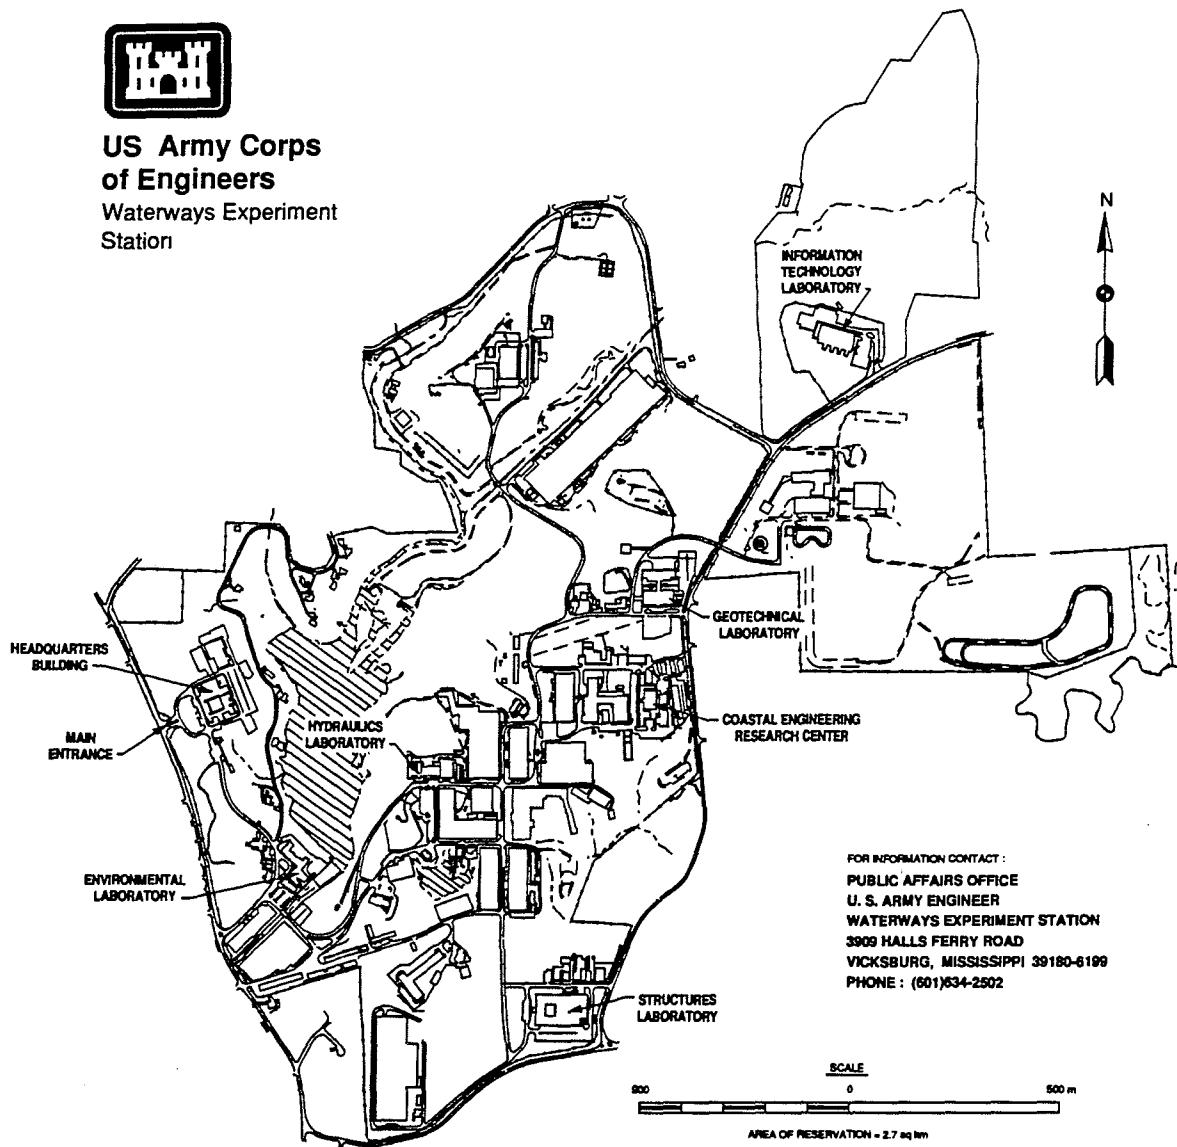 US Army Corps
of Engineers
Waterways Experiment
Station
N
INFORMATION
TECHNOLOGY
LABORATORY
GEOTECHNICAL
LABORATORY
HEADQUARTERS
BUILDING
MAIN
ENTRANCE
HYDRAULICS
LABORATORY
COASTAL ENGINEERING
RESEARCH CENTER
ENVIRONMENTAL
LABORATORY
STRUCTURES
LABORATORY
FOR INFORMATION CONTACT :
PUBLIC AFFAIRS OFFICE
U. S. ARMY ENGINEER
WATERWAYS EXPERIMENT STATION
3909 HALLS FERRY ROAD
VICKSBURG, MISSISSIPPI 39180-6199
PHONE : (601)634-2502
SCALE
500 0 500 m
AREA OF RESERVATION = 2.7 sq km